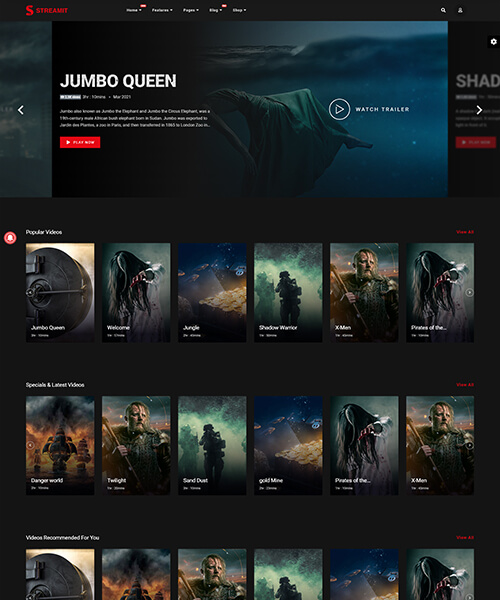 STREAMIT
Home Features Pages Blog Shop
JUMBO QUEEN
2hr : 10mins • Mar 2021
Jumbo also known as Jumbo the Elephant and Jumbo the Circus Elephant, was a
19th-century male African bush elephant born in Sudan. Jumbo was exported to
Jardin des Plantes, a zoo in Paris, and then transferred in 1865 to London Zoo in...
PLAY NOW
WATCH TRAILER
SHAD
PLAY NOW
Popular Videos
View All
Jumbo Queen
Welcome
Jungle
Shadow Warrior
X-Men
Pirates of the...
Specials & Latest Videos
View All
Danger world
Twilight
Sand Dust
gold Mine
Pirates of the...
X-Men
Videos Recommended For You
View All